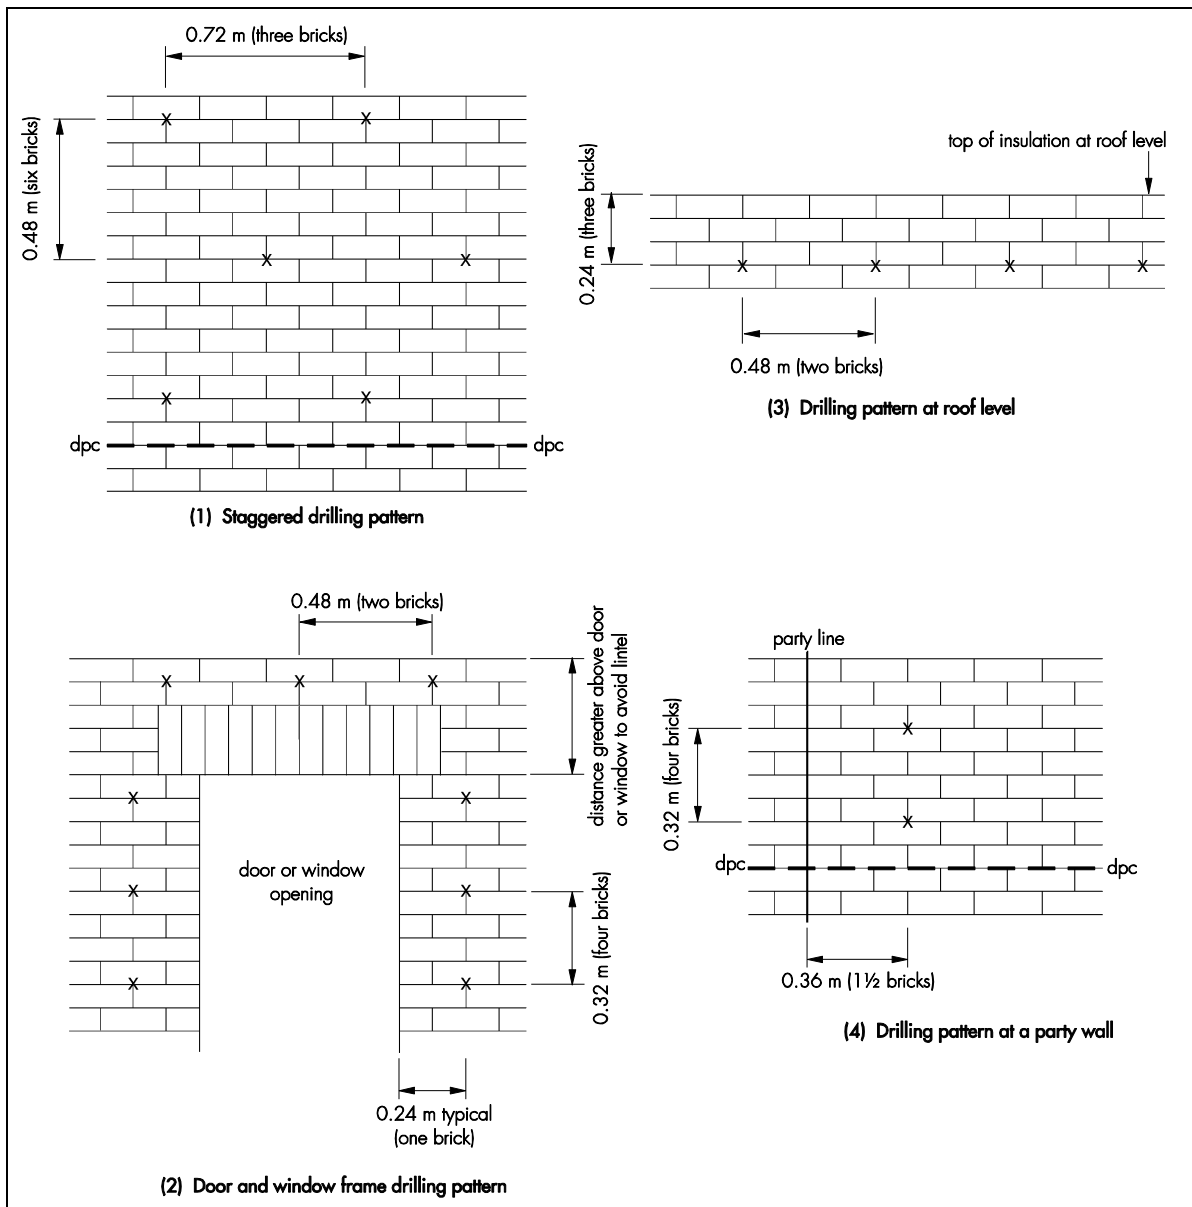 0.72 m (three bricks)
0.48 m (six bricks)
X X
X X
X X
dpc dpc
(1) Staggered drilling pattern
top of insulation at roof level
0.24 m (three bricks)
X X X X
0.48 m (two bricks)
(3) Drilling pattern at roof level
0.48 m (two bricks)
X X X
distance greater above door
or window to avoid lintel
X X
door or window
opening
X X
0.32 m (four bricks)
X X
0.24 m typical
(one brick)
(2) Door and window frame drilling pattern
party line
X
0.32 m (four bricks)
X
dpc dpc
0.36 m (1½ bricks)
(4) Drilling pattern at a party wall